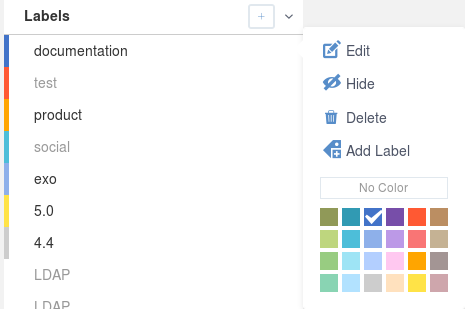 Labels
documentation
test
product
social
exo
5.0
4.4
LDAP
LDAP
Edit
Hide
Delete
Add Label
No Color